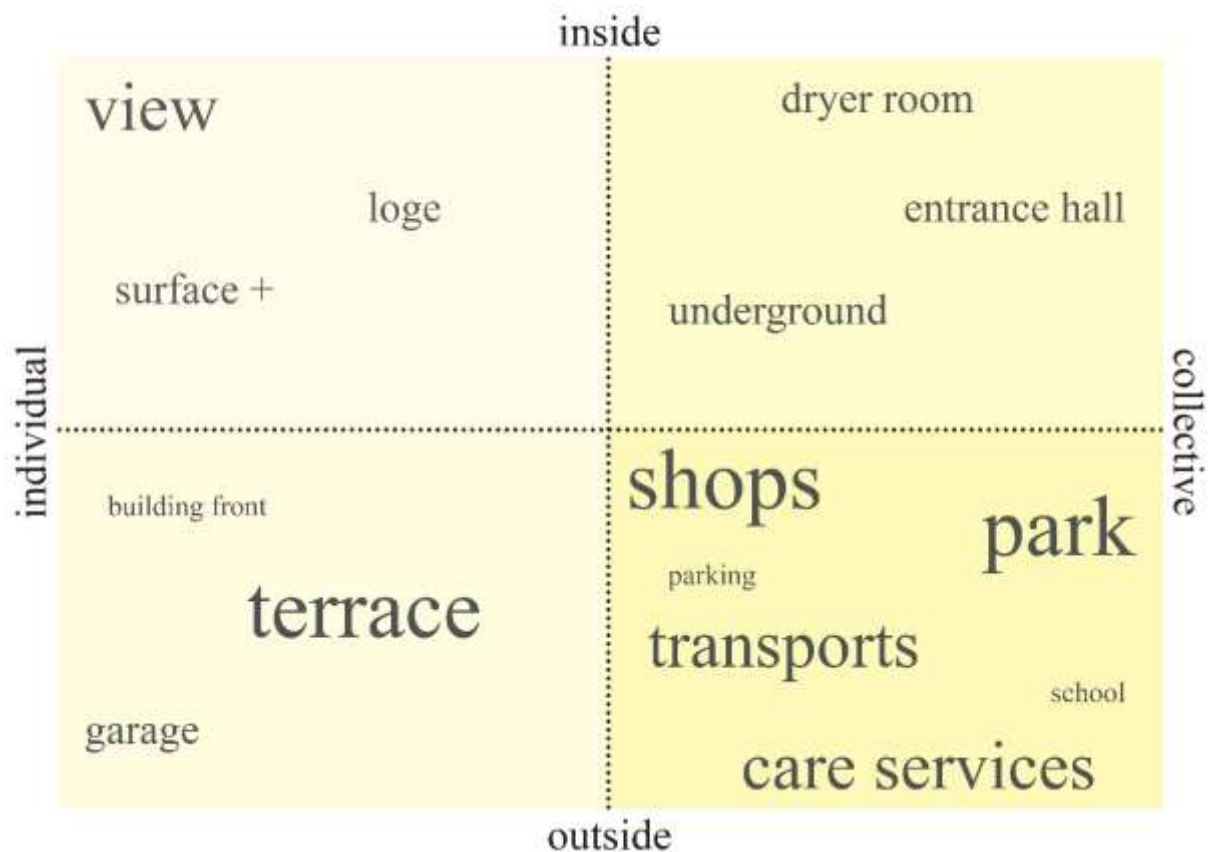 inside
view
dryer room
loge
entrance hall
surface +
underground
individual
collective
shops
building front
park
parking
terrace
transports
school
garage
care services
outside